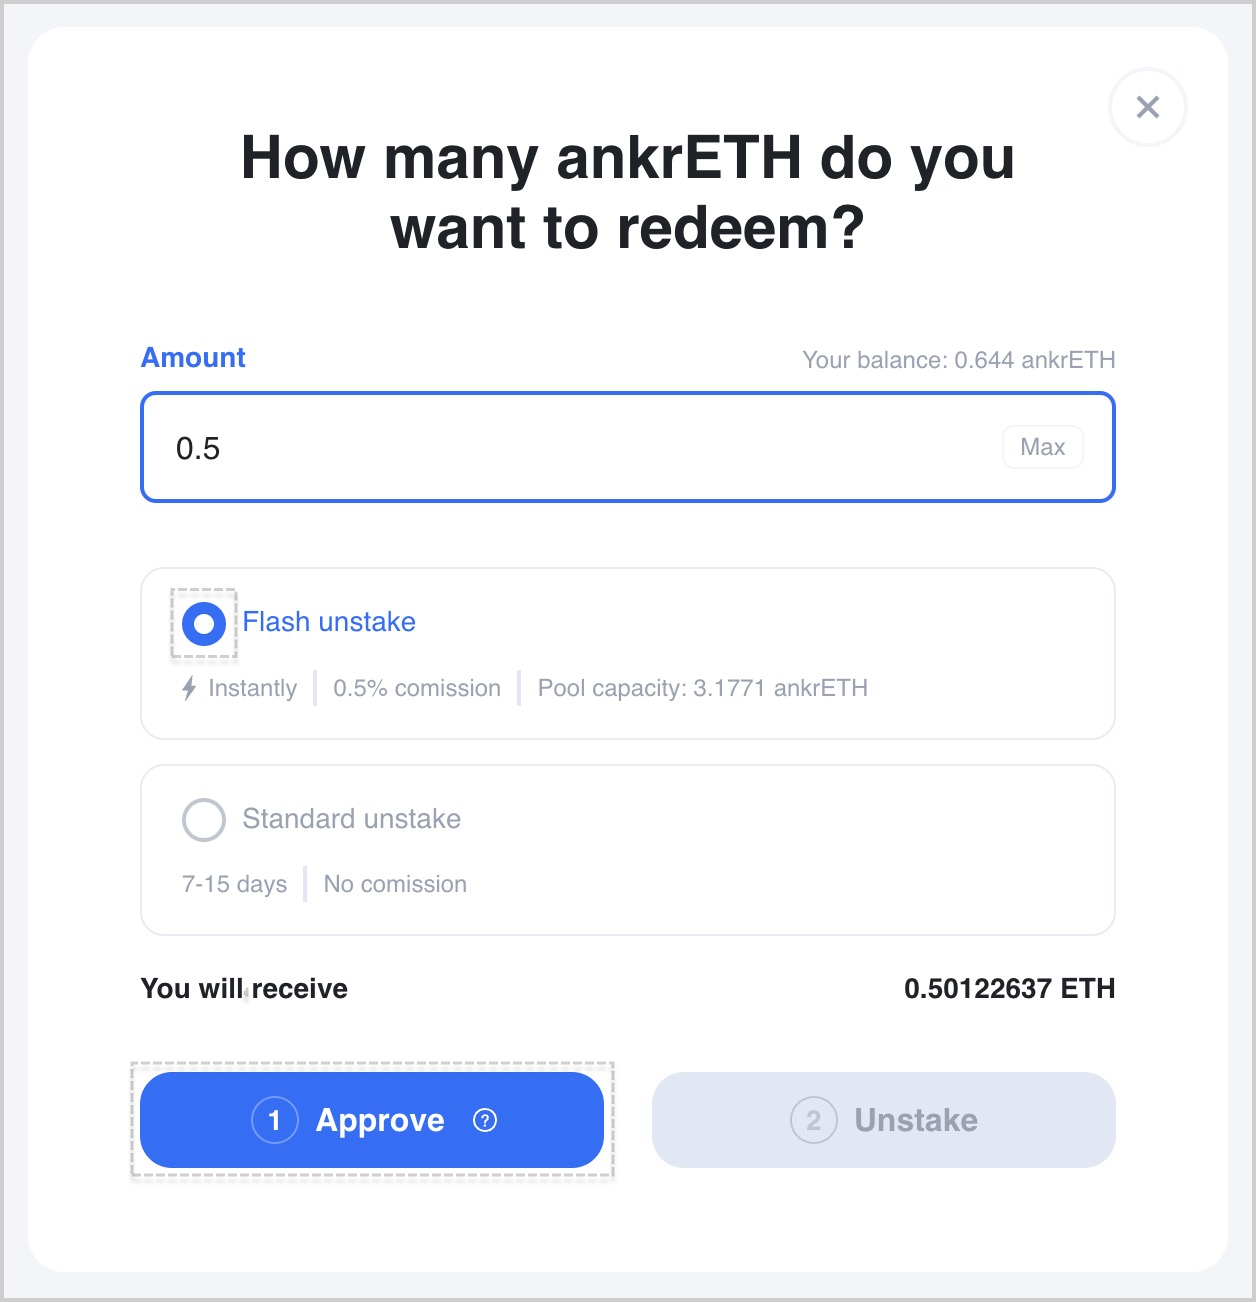 How many ankrETH do you
want to redeem?
Amount
Your balance: 0.644 ankrETH
0.5
Max
Flash unstake
Instantly
0.5% comission
Pool capacity: 3.1771 ankrETH
Standard unstake
7-15 days
No comission
You will receive
0.50122637 ETH
1 Approve ?
2 Unstake